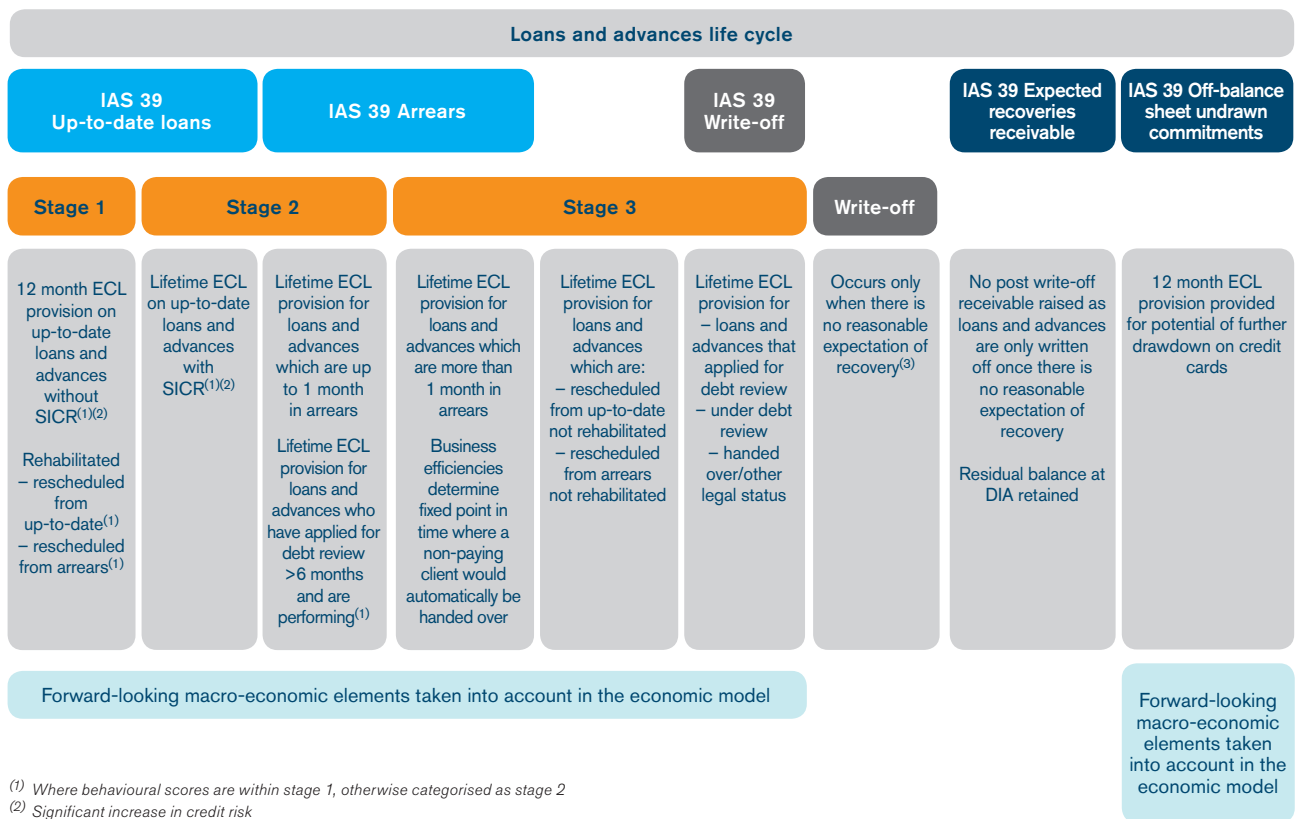 Loans and advances life cycle
IAS 39
Up-to-date loans
IAS 39 Arrears
IAS 39
Write-off
IAS 39 Expected
recoveries
receivable
IAS 39 Off-balance
sheet undrawn
commitments
Stage 1
Stage 2
Stage 3
Write-off
12 month ECL
provision on
up-to-date
loans and
advances
without
SICR(1)(2)
Rehabilitated
– rescheduled
from
up-to-date(1)
– rescheduled
from arrears(1)
Lifetime ECL
on up-to-date
loans and
advances
with
SICR(1)(2)
Lifetime ECL
provision for
loans and
advances
which are up
to 1 month
in arrears
Lifetime ECL
provision for
loans and
advances who
have applied for
debt review
>6 months
and are
performing(1)
Lifetime ECL
provision for
loans and
advances which
are more than
1 month in
arrears
Business
efficiencies
determine
fixed point in
time where a
non-paying
client would
automatically be
handed over
Lifetime ECL
provision for
loans and
advances
which are:
– rescheduled
from up-to-date
not rehabilitated
– rescheduled
from arrears
not rehabilitated
Lifetime ECL
provision for
– loans and
advances that
applied for
debt review
– under debt
review
– handed
over/other
legal status
Occurs only
when there is
no reasonable
expectation of
recovery(3)
No post write-off
receivable raised as
loans and advances
are only written
off once there is
no reasonable
expectation of
recovery
Residual balance at
DIA retained
12 month ECL
provision provided
for potential of further
drawdown on credit
cards
Forward-looking macro-economic elements taken into account in the economic model
Forward-looking
macro-economic
elements taken
into account in the
economic model
(1) Where behavioural scores are within stage 1, otherwise categorised as stage 2
(2) Significant increase in credit risk